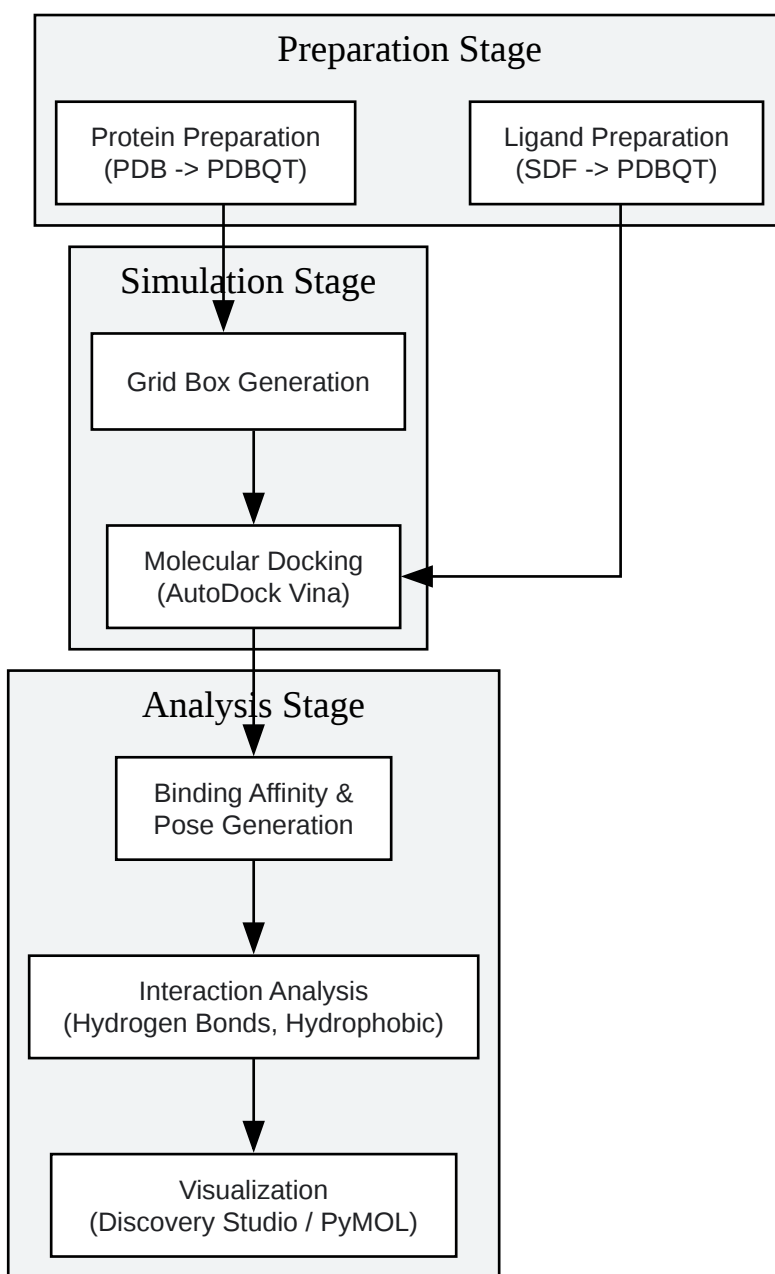 Preparation Stage
Protein Preparation
(PDB -> PDBQT)
Ligand Preparation
(SDF -> PDBQT)
Simulation Stage
Grid Box Generation
Molecular Docking
(AutoDock Vina)
Analysis Stage
Binding Affinity &
Pose Generation
Interaction Analysis
(Hydrogen Bonds, Hydrophobic)
Visualization
(Discovery Studio / PyMOL)